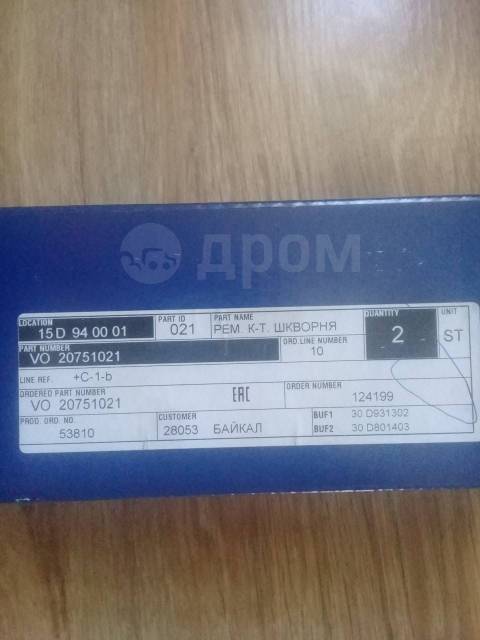 дром
LOCATION PART ID PART NAME QUANTITY UNIT
15D 94 00 01 021 РЕМ. К-Т. ШКВОРНЯ 2 ST
PART NUMBER ORD.LINE NUMBER
VO 20751021 10
LINE REF. +C-1-b
ORDERED PART NUMBER EAC ORDER NUMBER
VO 20751021 124199
PROD. ORD. NO. CUSTOMER BUF1 30 D931302
53810 28053 БАЙКАЛ BUF2 30 D801403